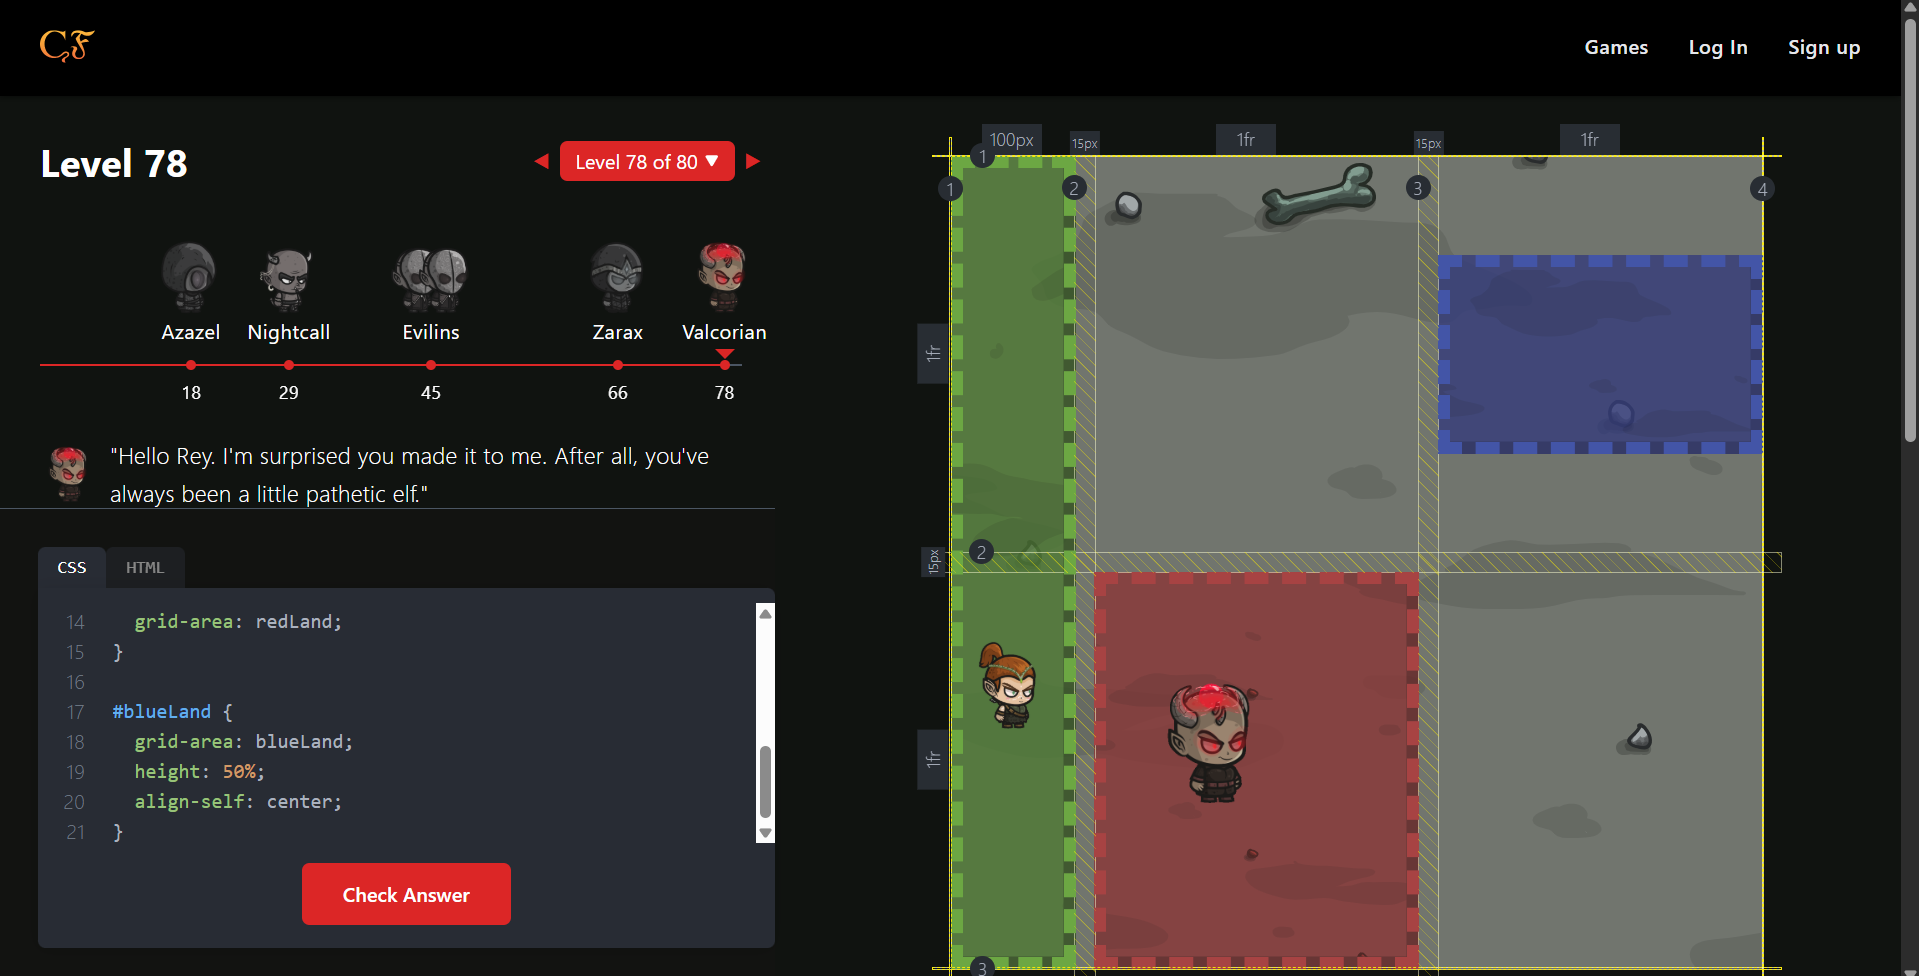 CF
Games Log In Sign up
Level 78
Level 78 of 80 ▼
Azazel Nightcall Evilins Zarax Valcorian
18 29 45 66 78
"Hello Rey. I'm surprised you made it to me. After all, you've
always been a little pathetic elf."
CSS HTML
14 grid-area: redLand;
15 }
16
17 #blueLand {
18 grid-area: blueLand;
19 height: 50%;
20 align-self: center;
21 }
Check Answer
100px 15px 1fr 15px 1fr
1
1 2 3 4
1fr
2
15px
1fr
3